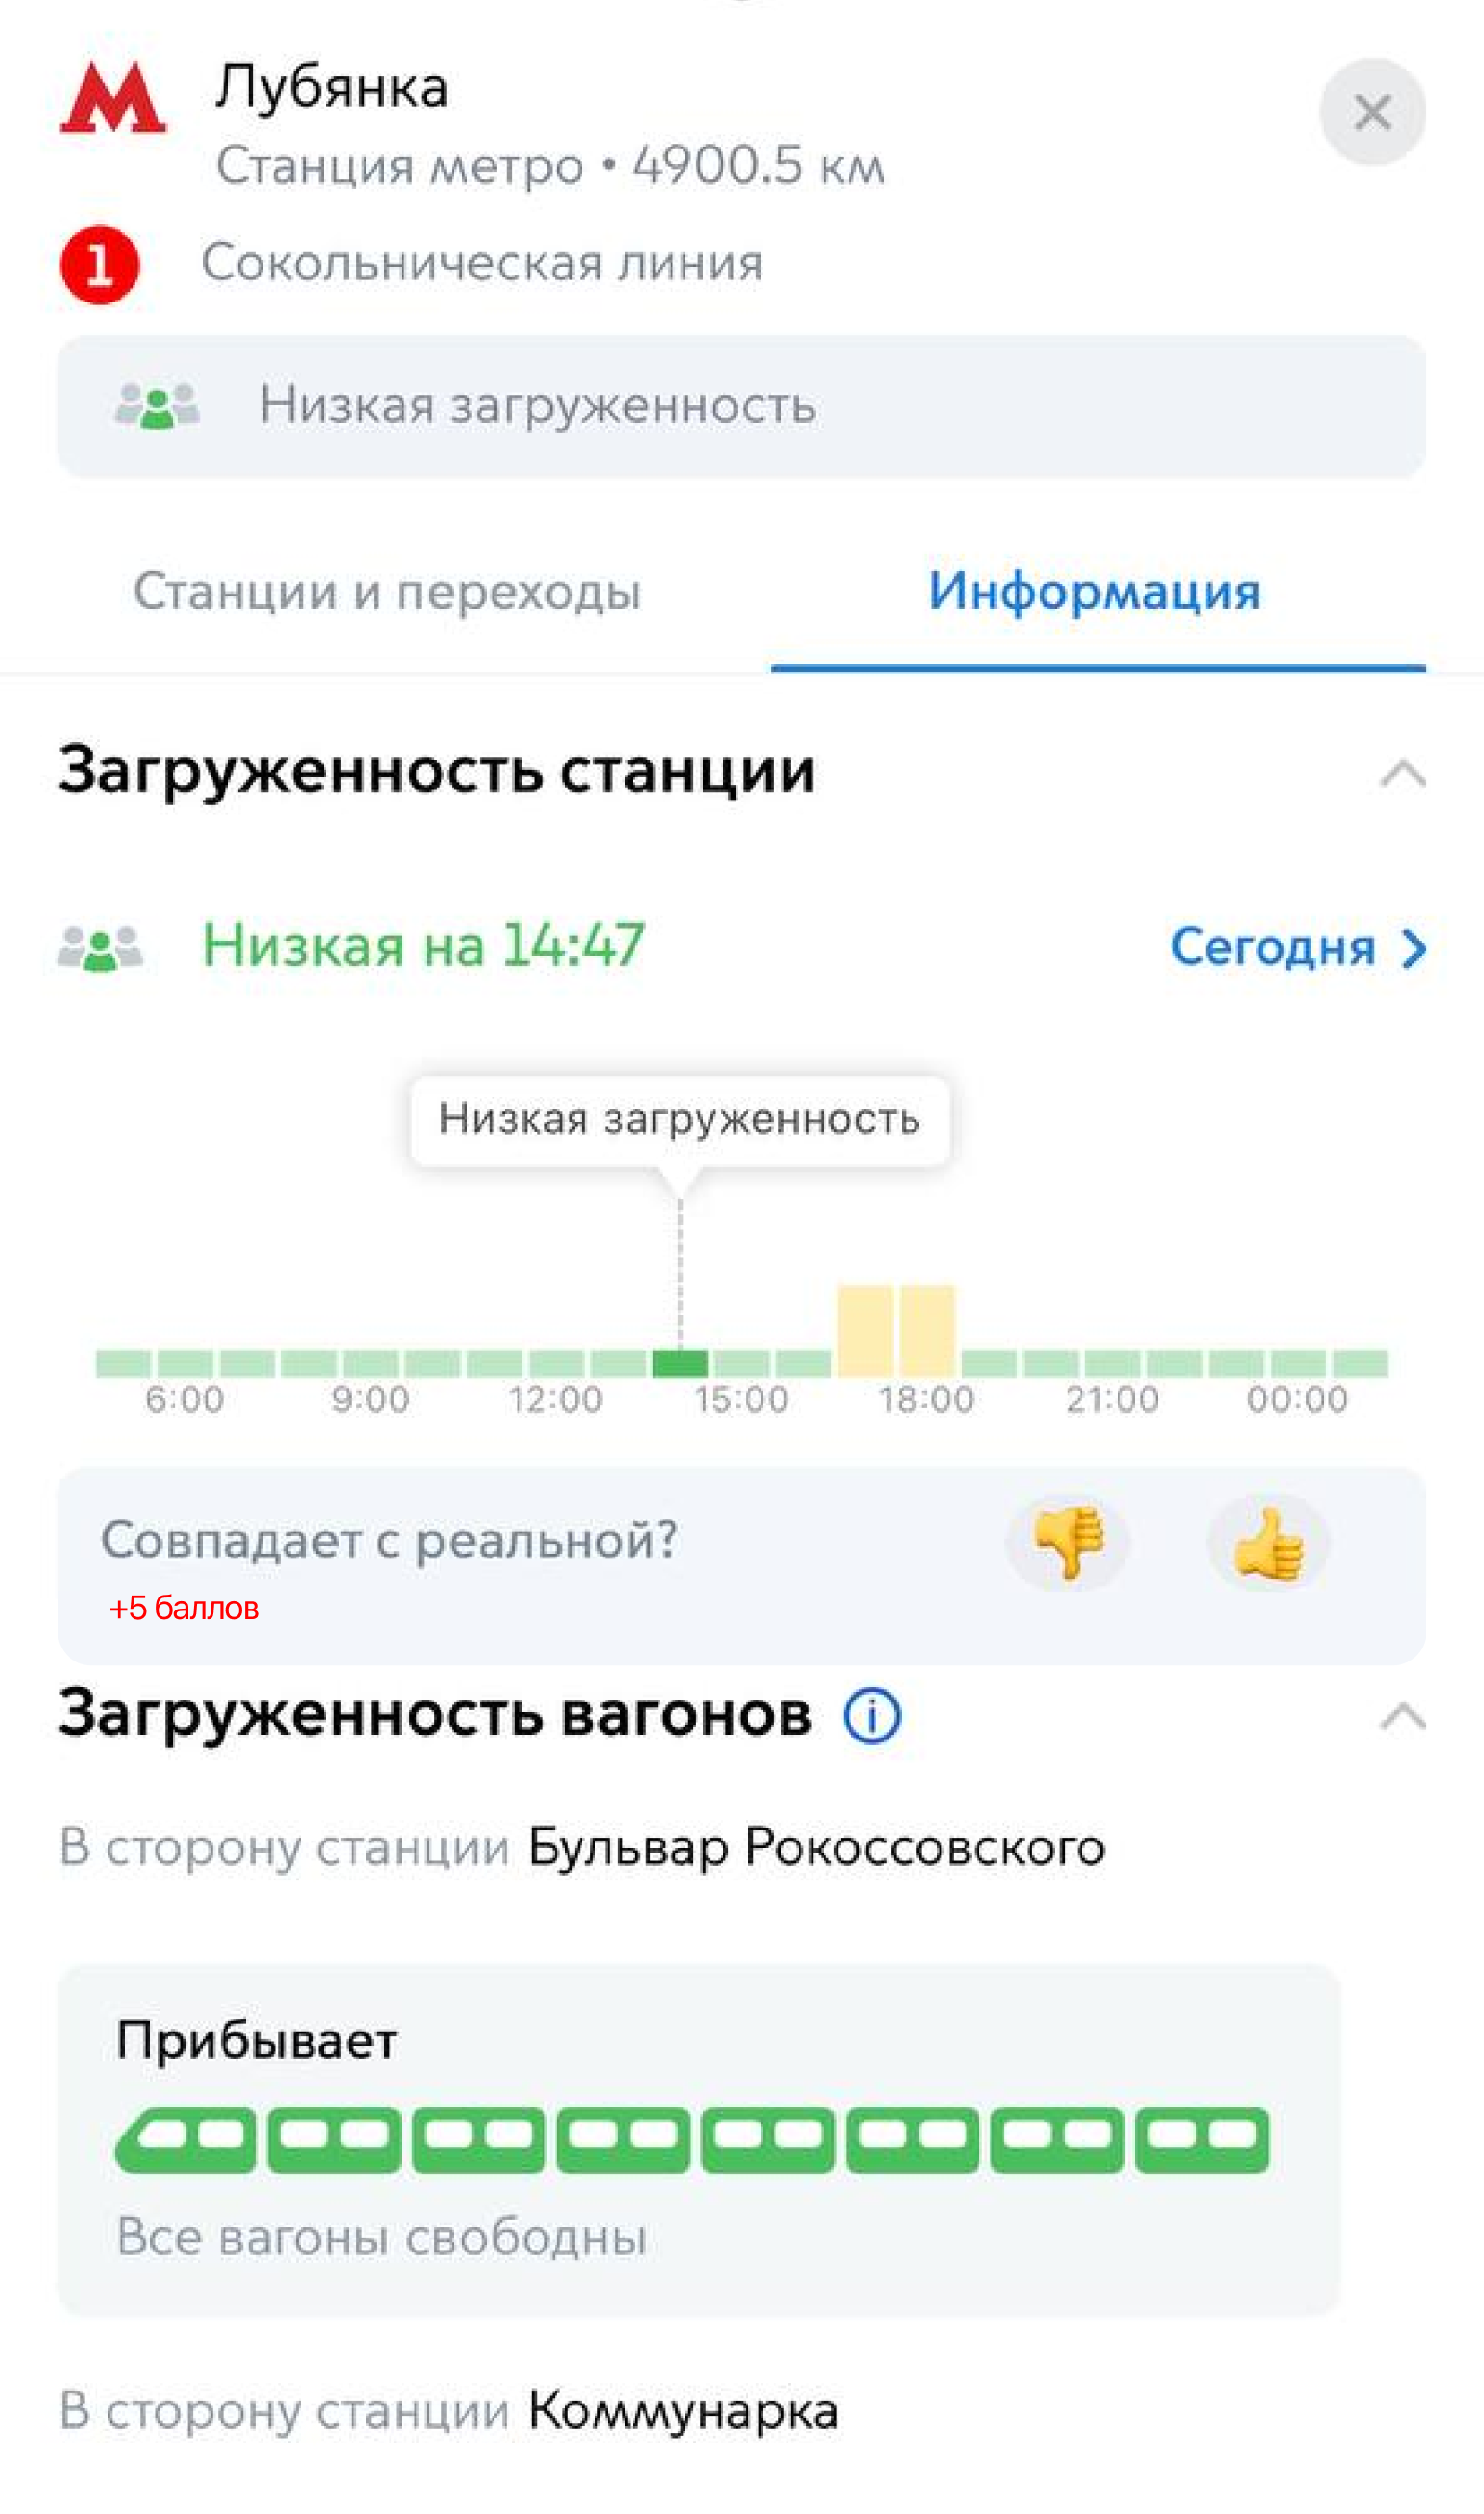 Лубянка
Станция метро • 4900.5 км
1 Сокольническая линия
Низкая загруженность
Станции и переходы Информация
Загруженность станции
Низкая на 14:47 Сегодня
Низкая загруженность
6:00 9:00 12:00 15:00 18:00 21:00 00:00
Совпадает с реальной?
+5 баллов
Загруженность вагонов
В сторону станции Бульвар Рокоссовского
Прибывает
Все вагоны свободны
В сторону станции Коммунарка